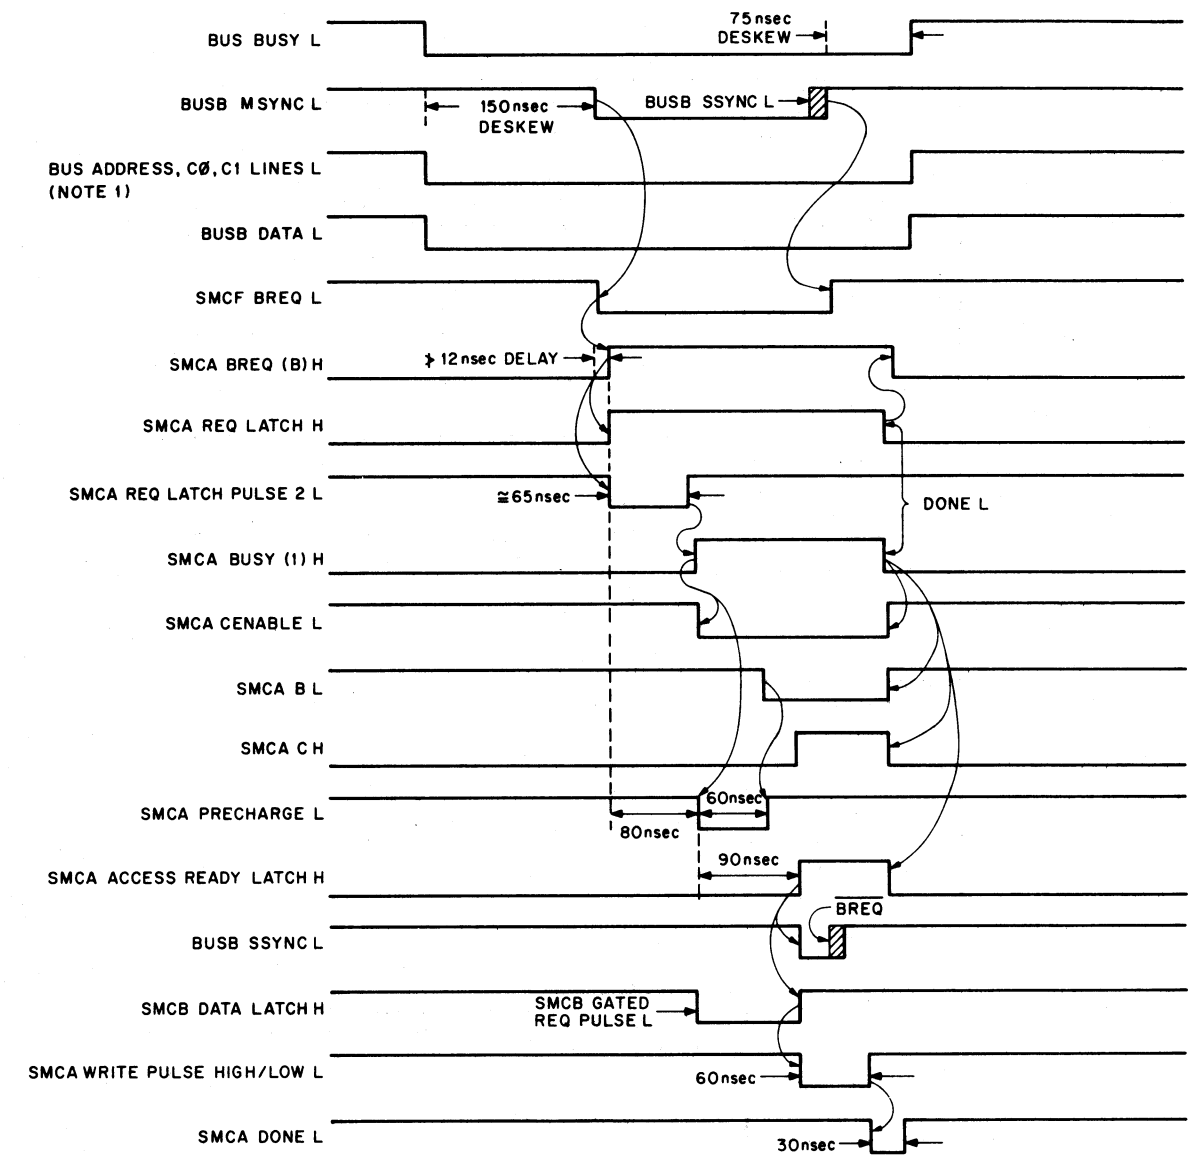 75nsec
DESKEW
BUS BUSY L
BUSB MSYNC L
150nsec
DESKEW
BUSB SSYNC L
BUS ADDRESS, CØ, C1 LINES L
(NOTE 1)
BUSB DATA L
SMCF BREQ L
SMCA BREQ (B) H
12nsec DELAY
SMCA REQ LATCH H
SMCA REQ LATCH PULSE 2 L
≅65nsec
DONE L
SMCA BUSY (1) H
SMCA CENABLE L
SMCA B L
SMCA C H
SMCA PRECHARGE L
60nsec
80nsec
SMCA ACCESS READY LATCH H
90nsec
BREQ
BUSB SSYNC L
SMCB DATA LATCH H
SMCB GATED
REQ PULSE L
SMCA WRITE PULSE HIGH/LOW L
60nsec
SMCA DONE L
30nsec